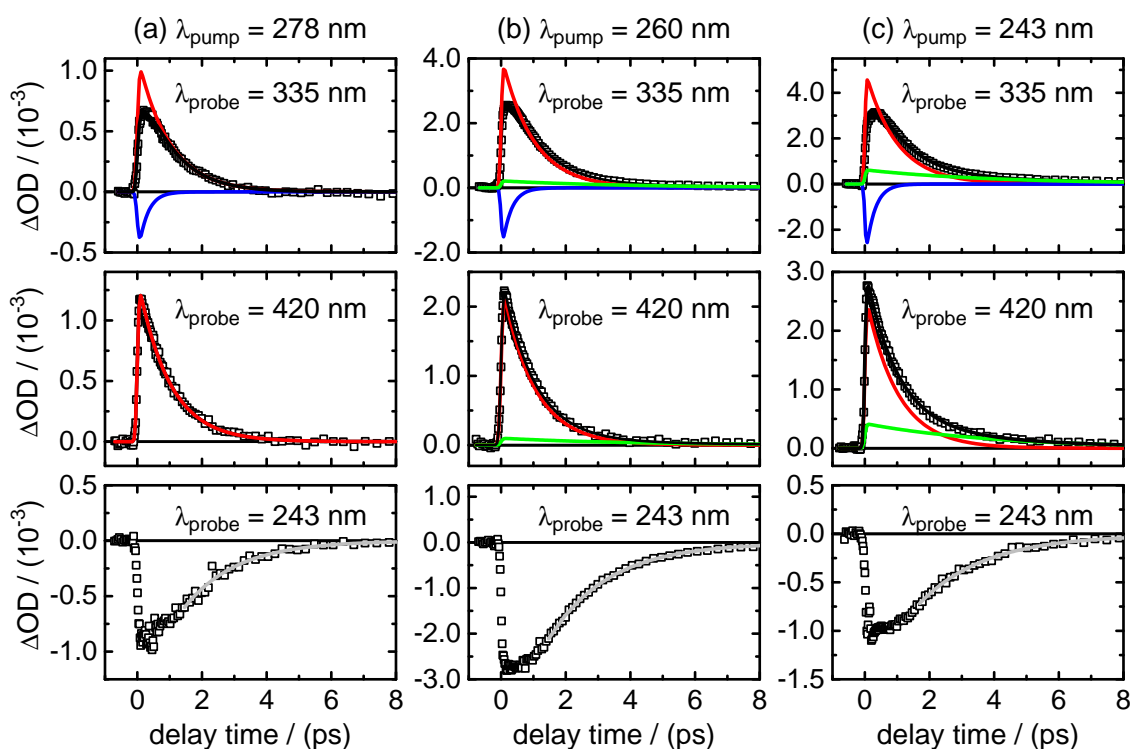 (a) λpump = 278 nm
(b) λpump = 260 nm
(c) λpump = 243 nm
ΔOD / (10⁻³)
1.0
0.5
0.0
-0.5
λprobe = 335 nm
4.0
2.0
0.0
-2.0
λprobe = 335 nm
4.0
2.0
0.0
-2.0
λprobe = 335 nm
ΔOD / (10⁻³)
1.0
0.5
0.0
λprobe = 420 nm
2.0
1.0
0.0
λprobe = 420 nm
3.0
2.0
1.0
0.0
λprobe = 420 nm
ΔOD / (10⁻³)
0.5
0.0
-0.5
-1.0
λprobe = 243 nm
1.0
0.0
-1.0
-2.0
-3.0
λprobe = 243 nm
0.5
0.0
-0.5
-1.0
-1.5
λprobe = 243 nm
0 2 4 6 8
0 2 4 6 8
0 2 4 6 8
delay time / (ps)
delay time / (ps)
delay time / (ps)